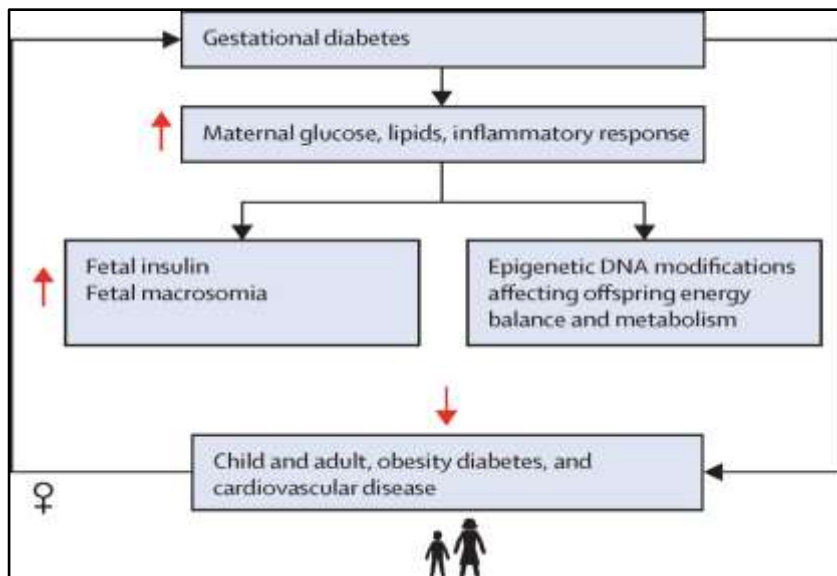 Gestational diabetes
Maternal glucose, lipids, inflammatory response
Fetal insulin
Fetal macrosomia
Epigenetic DNA modifications
affecting offspring energy
balance and metabolism
Child and adult, obesity diabetes, and
cardiovascular disease